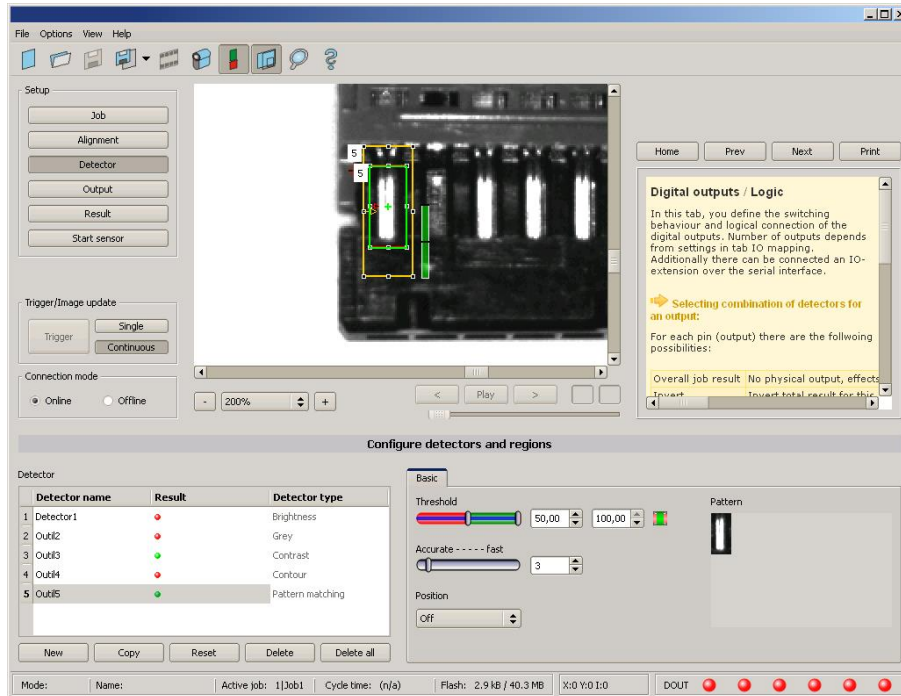 File Options View Help
Setup
Job
Alignment
Detector
Output
Result
Start sensor
Trigger/Image update
Trigger
Single
Continuous
Connection mode
Online Offline
5
5
- 200% +
< Play >
Home Prev Next Print
Digital outputs / Logic
In this tab, you define the switching
behaviour and logical connection of the
digital outputs. Number of outputs depends
from settings in tab IO mapping.
Additionally there can be connected an IO-
extension over the serial interface.
Selecting combination of detectors for
an output:
For each pin (output) there are the follwoing
possibilities:
Overall job result No physical output, effects
Invert Invert total result for this
Configure detectors and regions
Detector
Detector name Result Detector type
1 Detector1 Brightness
2 Outil2 Grey
3 Outil3 Contrast
4 Outil4 Contour
5 Outil5 Pattern matching
New Copy Reset Delete Delete all
Basic
Threshold
50,00 100,00
Accurate - - - - - fast
3
Position
Off
Pattern
Mode: Name: Active job: 1|Job1 Cycle time: (n/a) Flash: 2.9 kB / 40.3 MB X:0 Y:0 I:0 DOUT